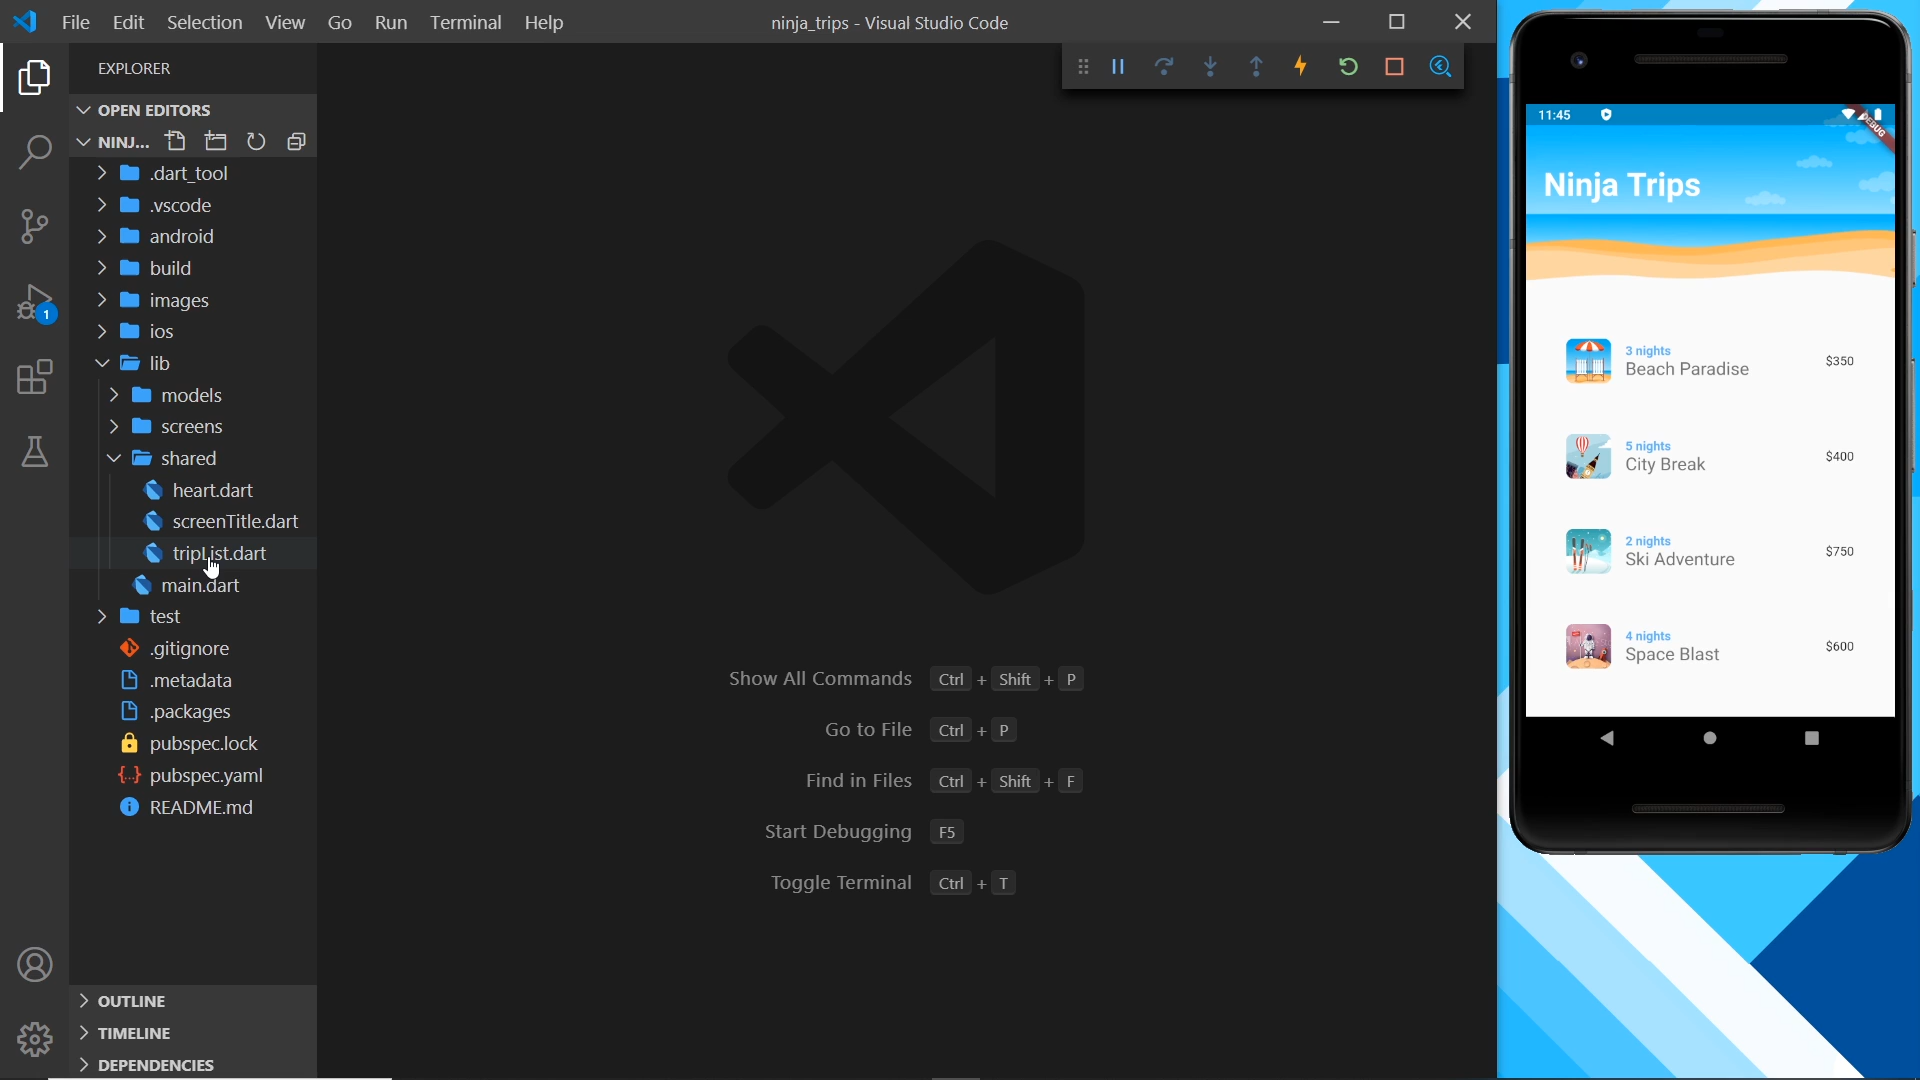 File Edit Selection View Go Run Terminal Help
ninja_trips - Visual Studio Code
EXPLORER
OPEN EDITORS
NINJ...
.dart_tool
.vscode
android
build
images
ios
lib
models
screens
shared
heart.dart
screenTitle.dart
tripList.dart
main.dart
test
.gitignore
.metadata
.packages
pubspec.lock
pubspec.yaml
README.md
OUTLINE
TIMELINE
DEPENDENCIES
1
Show All Commands Ctrl + Shift + P
Go to File Ctrl + P
Find in Files Ctrl + Shift + F
Start Debugging F5
Toggle Terminal Ctrl + T
11:45
DEBUG
Ninja Trips
3 nights
Beach Paradise $350
5 nights
City Break $400
2 nights
Ski Adventure $750
4 nights
Space Blast $600